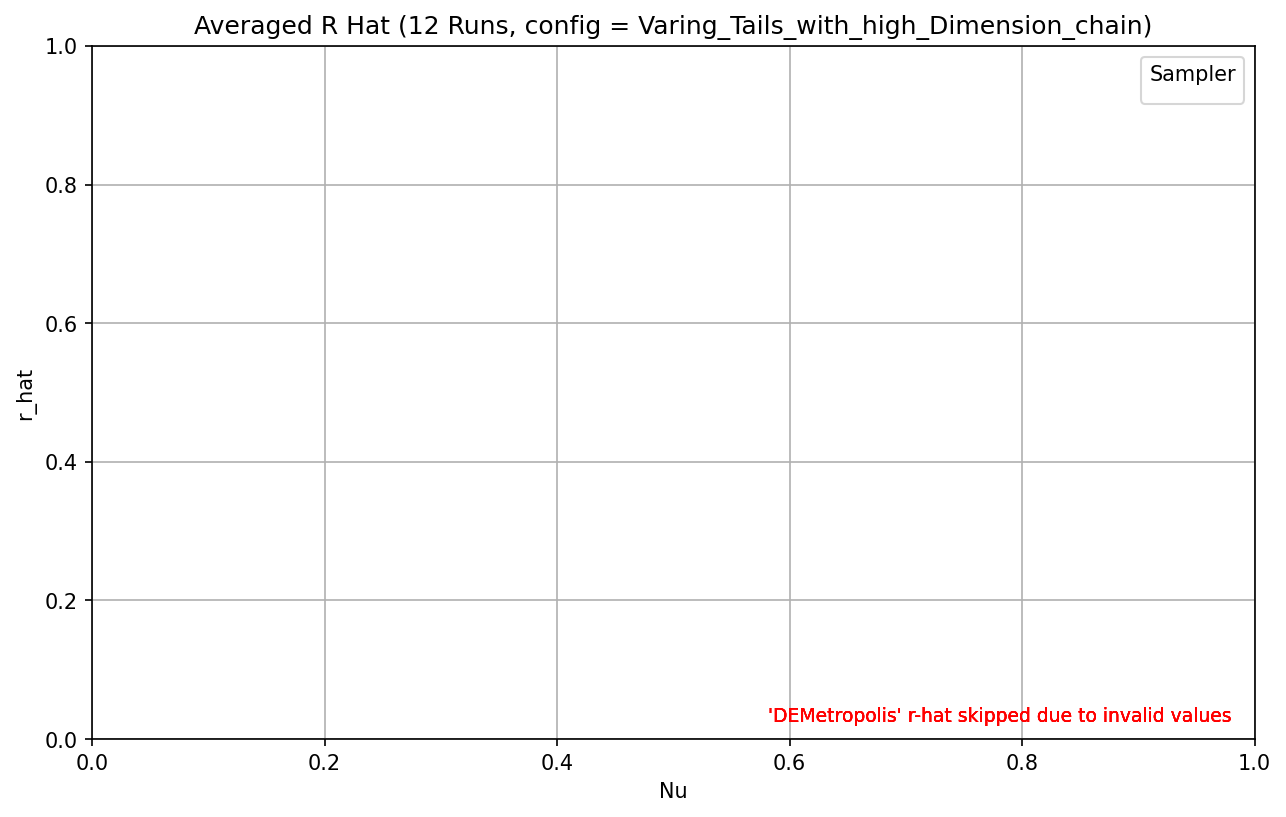 Averaged R Hat (12 Runs, config = Varing_Tails_with_high_Dimension_chain)
Sampler
1.0
0.8
0.6
0.4
0.2
0.0
r_hat
'DEMetropolis' r-hat skipped due to invalid values
0.0 0.2 0.4 0.6 0.8 1.0
Nu